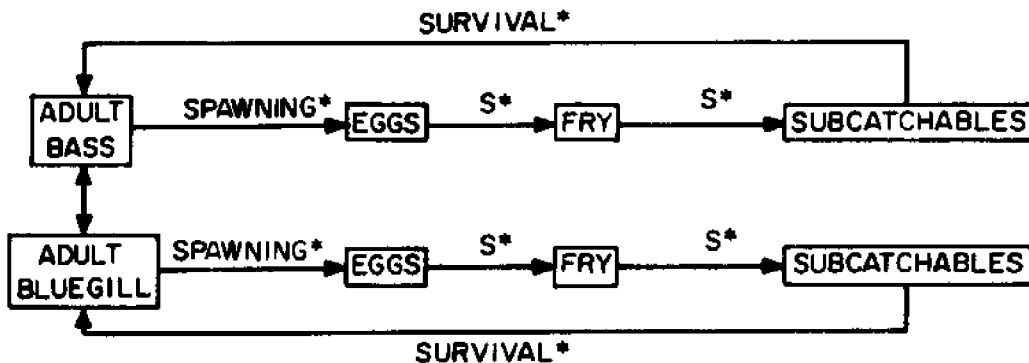 SURVIVAL*
ADULT
BASS
SPAWNING*
EGGS
S*
FRY
S*
SUBCATCHABLES
ADULT
BLUEGILL
SPAWNING*
EGGS
S*
FRY
S*
SUBCATCHABLES
SURVIVAL*